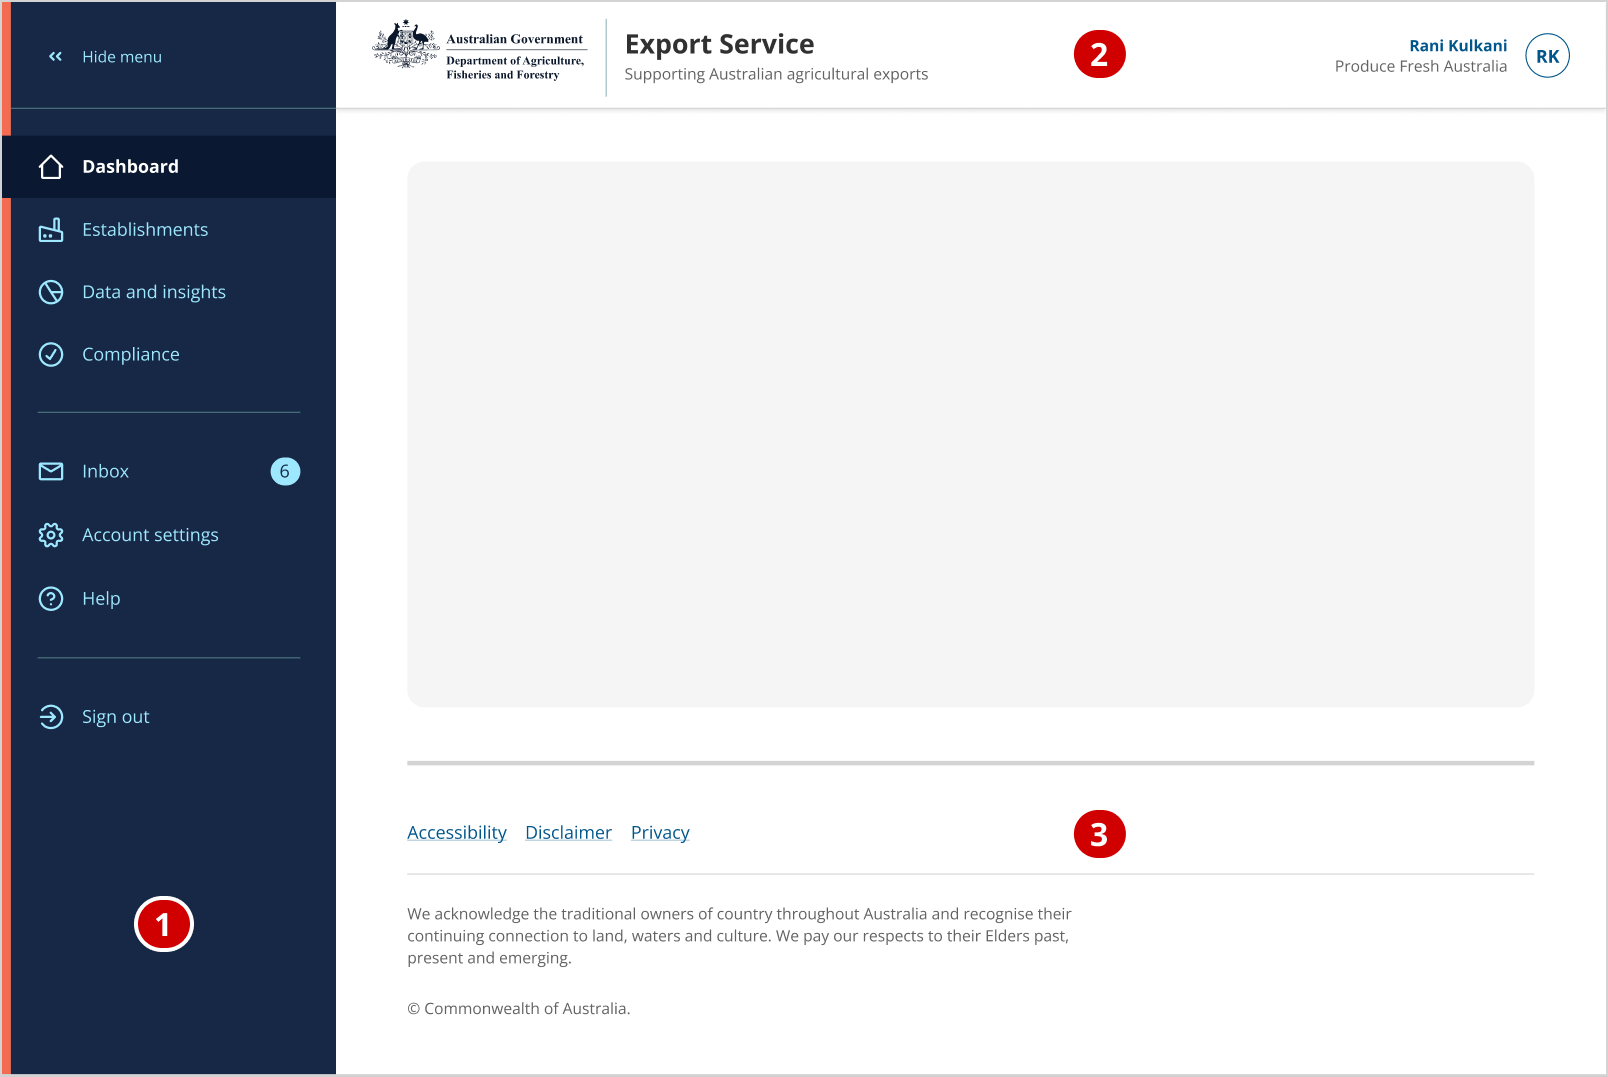 Hide menu
Dashboard
Establishments
Data and insights
Compliance
Inbox 6
Account settings
Help
Sign out
1
Australian Government
Department of Agriculture,
Fisheries and Forestry
Export Service
Supporting Australian agricultural exports
2
Rani Kulkani
Produce Fresh Australia
RK
Accessibility Disclaimer Privacy
3
We acknowledge the traditional owners of country throughout Australia and recognise their
continuing connection to land, waters and culture. We pay our respects to their Elders past,
present and emerging.
© Commonwealth of Australia.